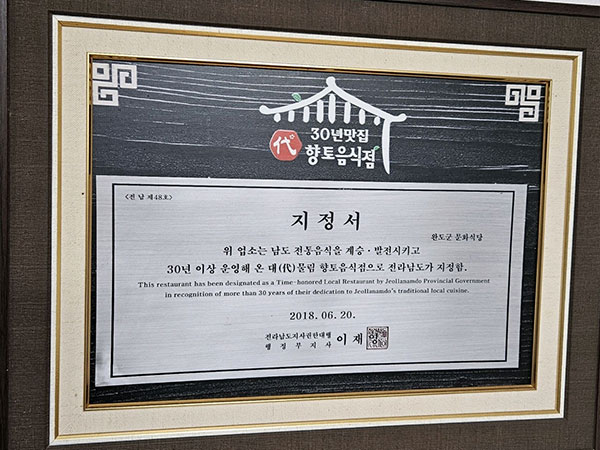 30년맛집
代 향토음식점
<전남 제48호>
지정서
완도군 문화식당
위 업소는 남도 전통음식을 계승·발전시키고
30년 이상 운영해 온 대(代)물림 향토음식점으로 전라남도가 지정함.
This restaurant has been designated as a Time-honored Local Restaurant by Jeollanamdo Provincial Government
in recognition of more than 30 years of their dedication to Jeollanamdo's traditional local cuisine.
2018. 06. 20.
전라남도지사권한대행
행정부지사 이재